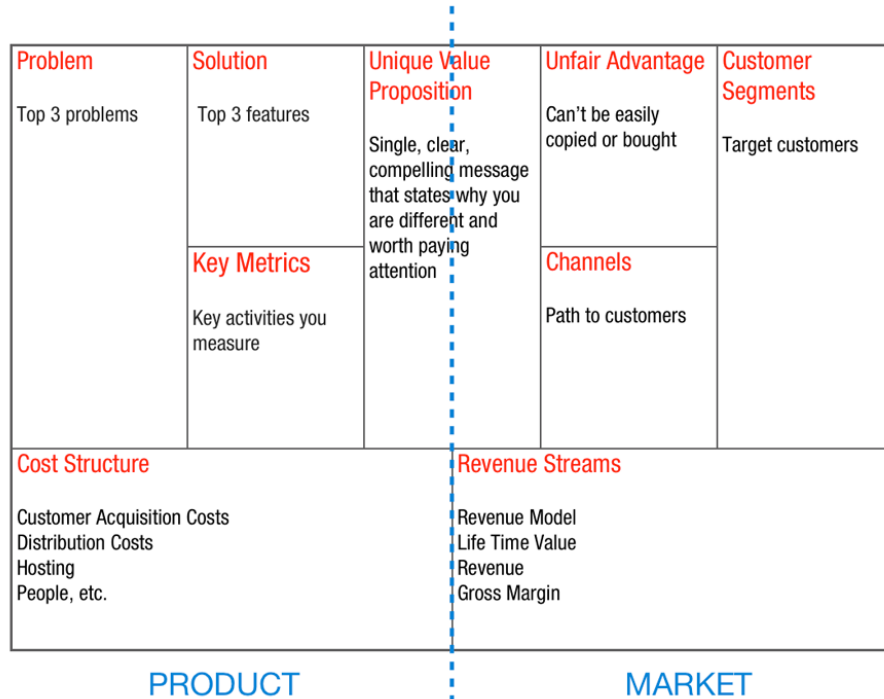 Problem
Top 3 problems
Solution
Top 3 features
Key Metrics
Key activities you
measure
Unique Value
Proposition
Single, clear,
compelling message
that states why you
are different and
worth paying
attention
Unfair Advantage
Can't be easily
copied or bought
Channels
Path to customers
Customer
Segments
Target customers
Cost Structure
Customer Acquisition Costs
Distribution Costs
Hosting
People, etc.
Revenue Streams
Revenue Model
Life Time Value
Revenue
Gross Margin
PRODUCT
MARKET